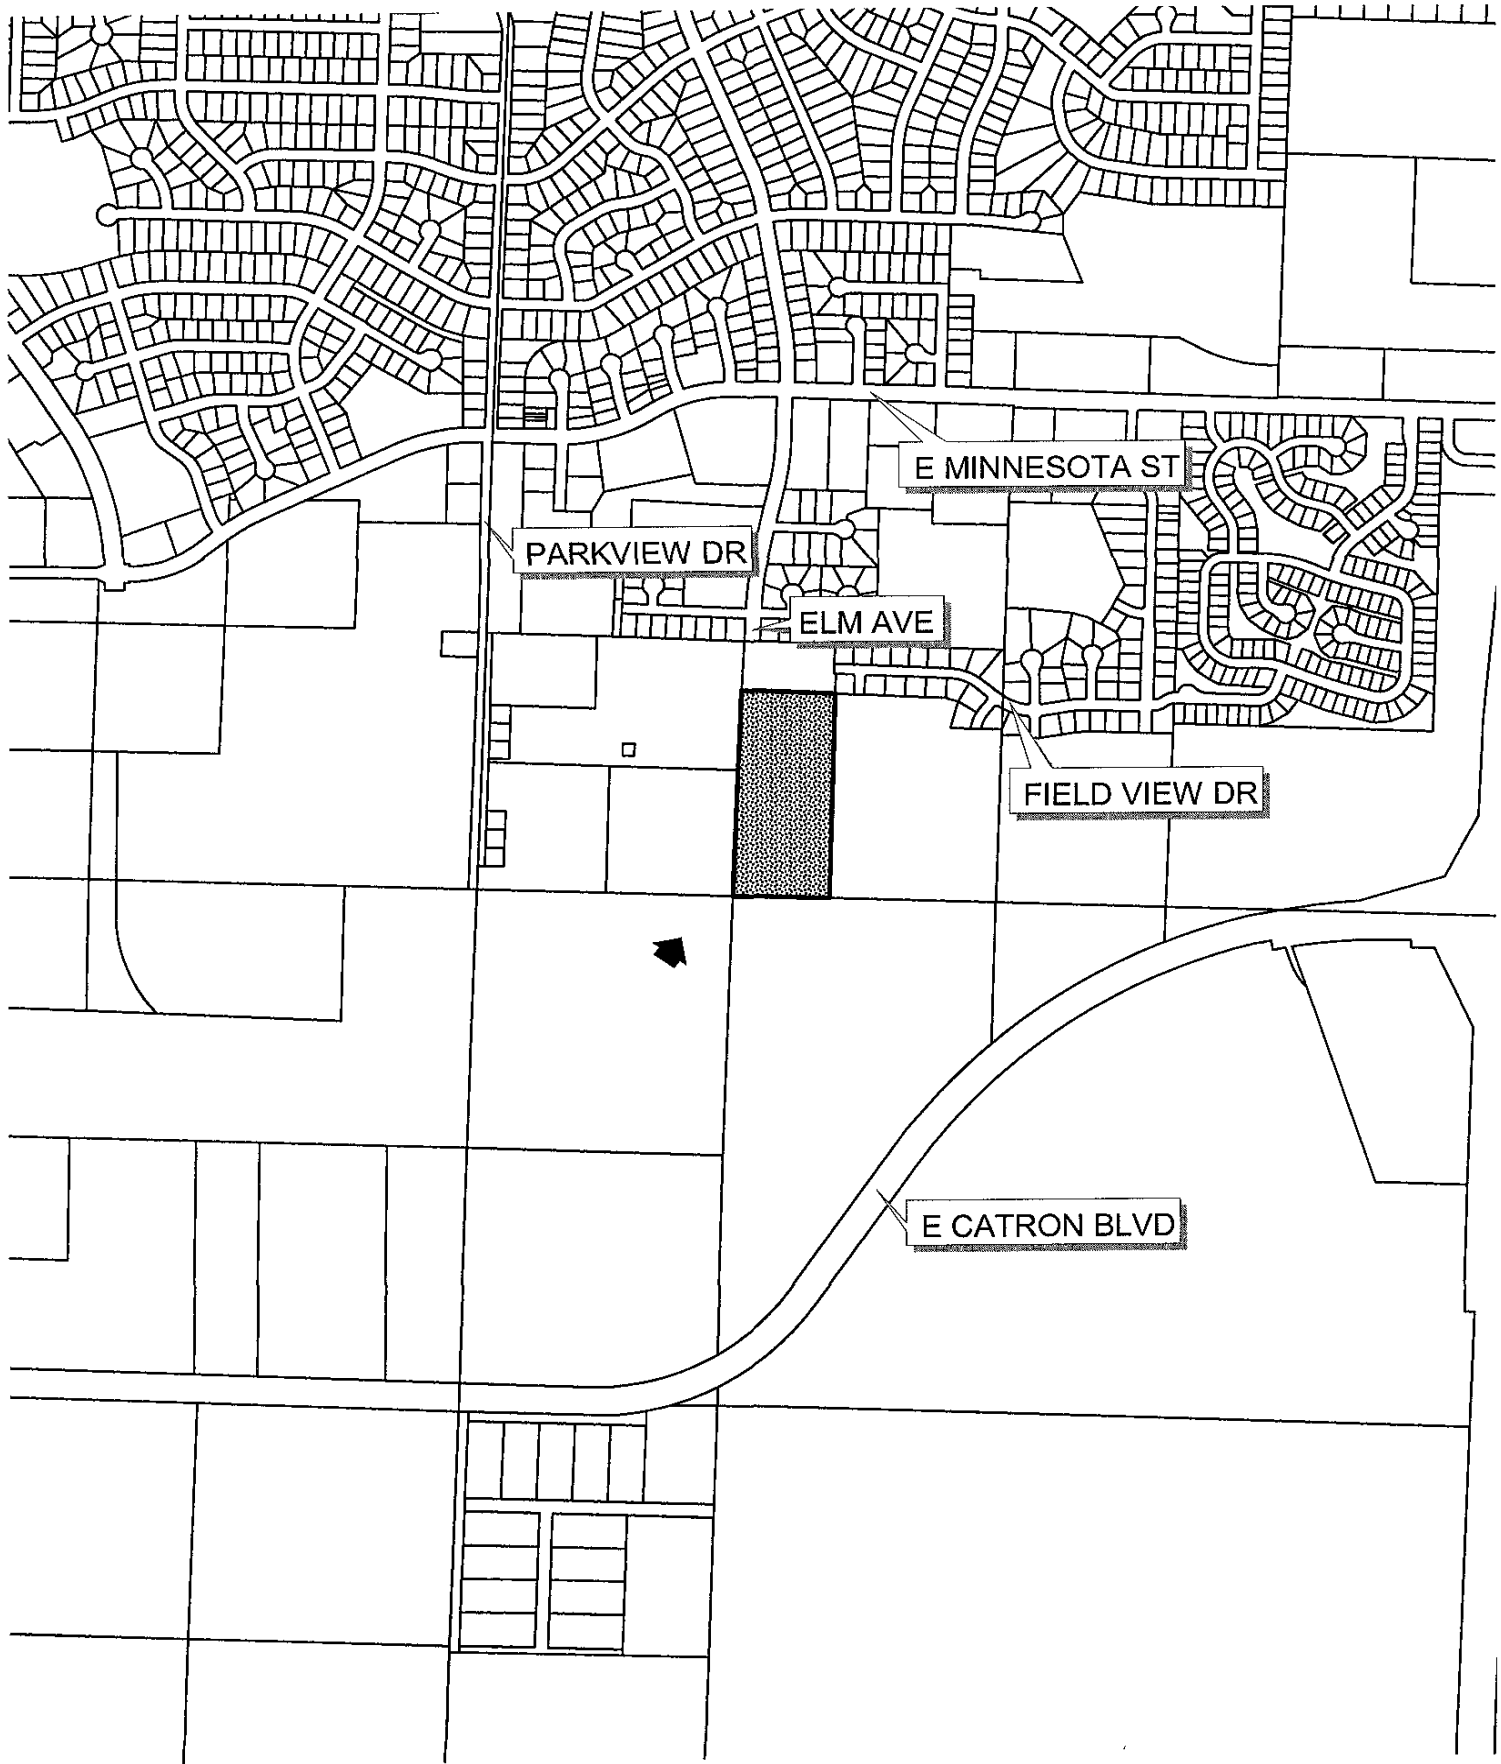 E MINNESOTA ST
PARKVIEW DR
ELM AVE
FIELD VIEW DR
E CATRON BLVD